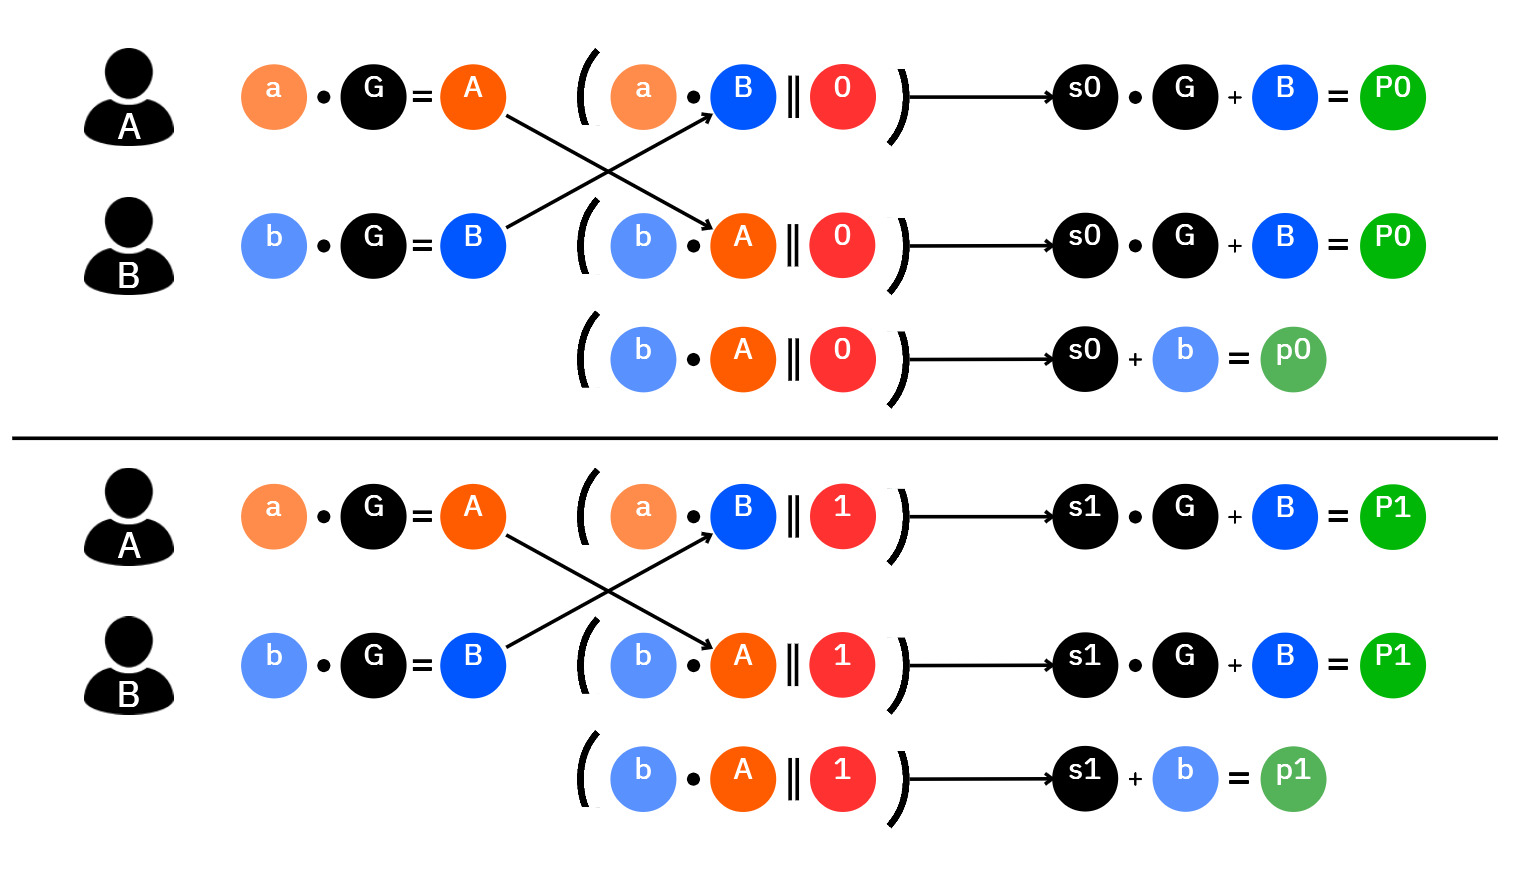 A a • G = A ( a • B || 0 ) s0 • G + B = P0
B b • G = B ( b • A || 0 ) s0 • G + B = P0
( b • A || 0 ) s0 + b = p0
A a • G = A ( a • B || 1 ) s1 • G + B = P1
B b • G = B ( b • A || 1 ) s1 • G + B = P1
( b • A || 1 ) s1 + b = p1